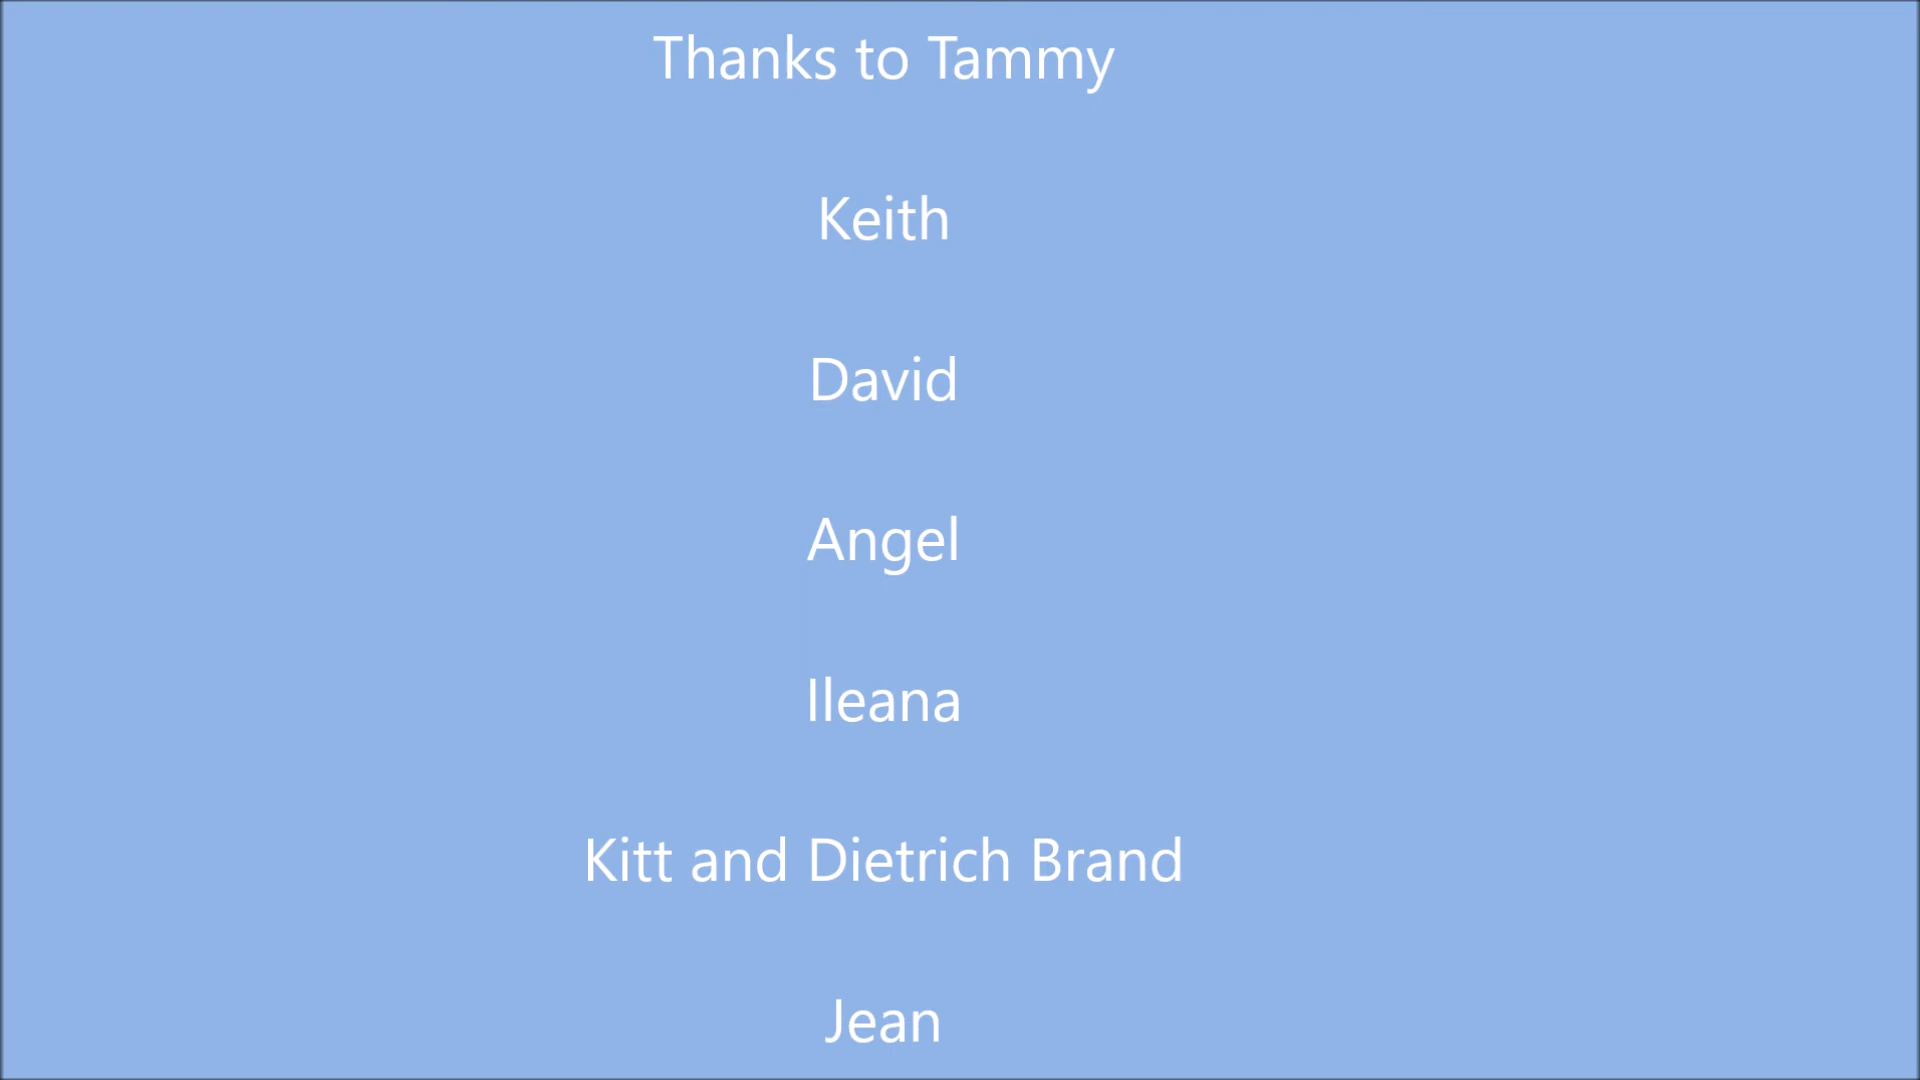 Thanks to Tammy
Keith
David
Angel
Ileana
Kitt and Dietrich Brand
Jean